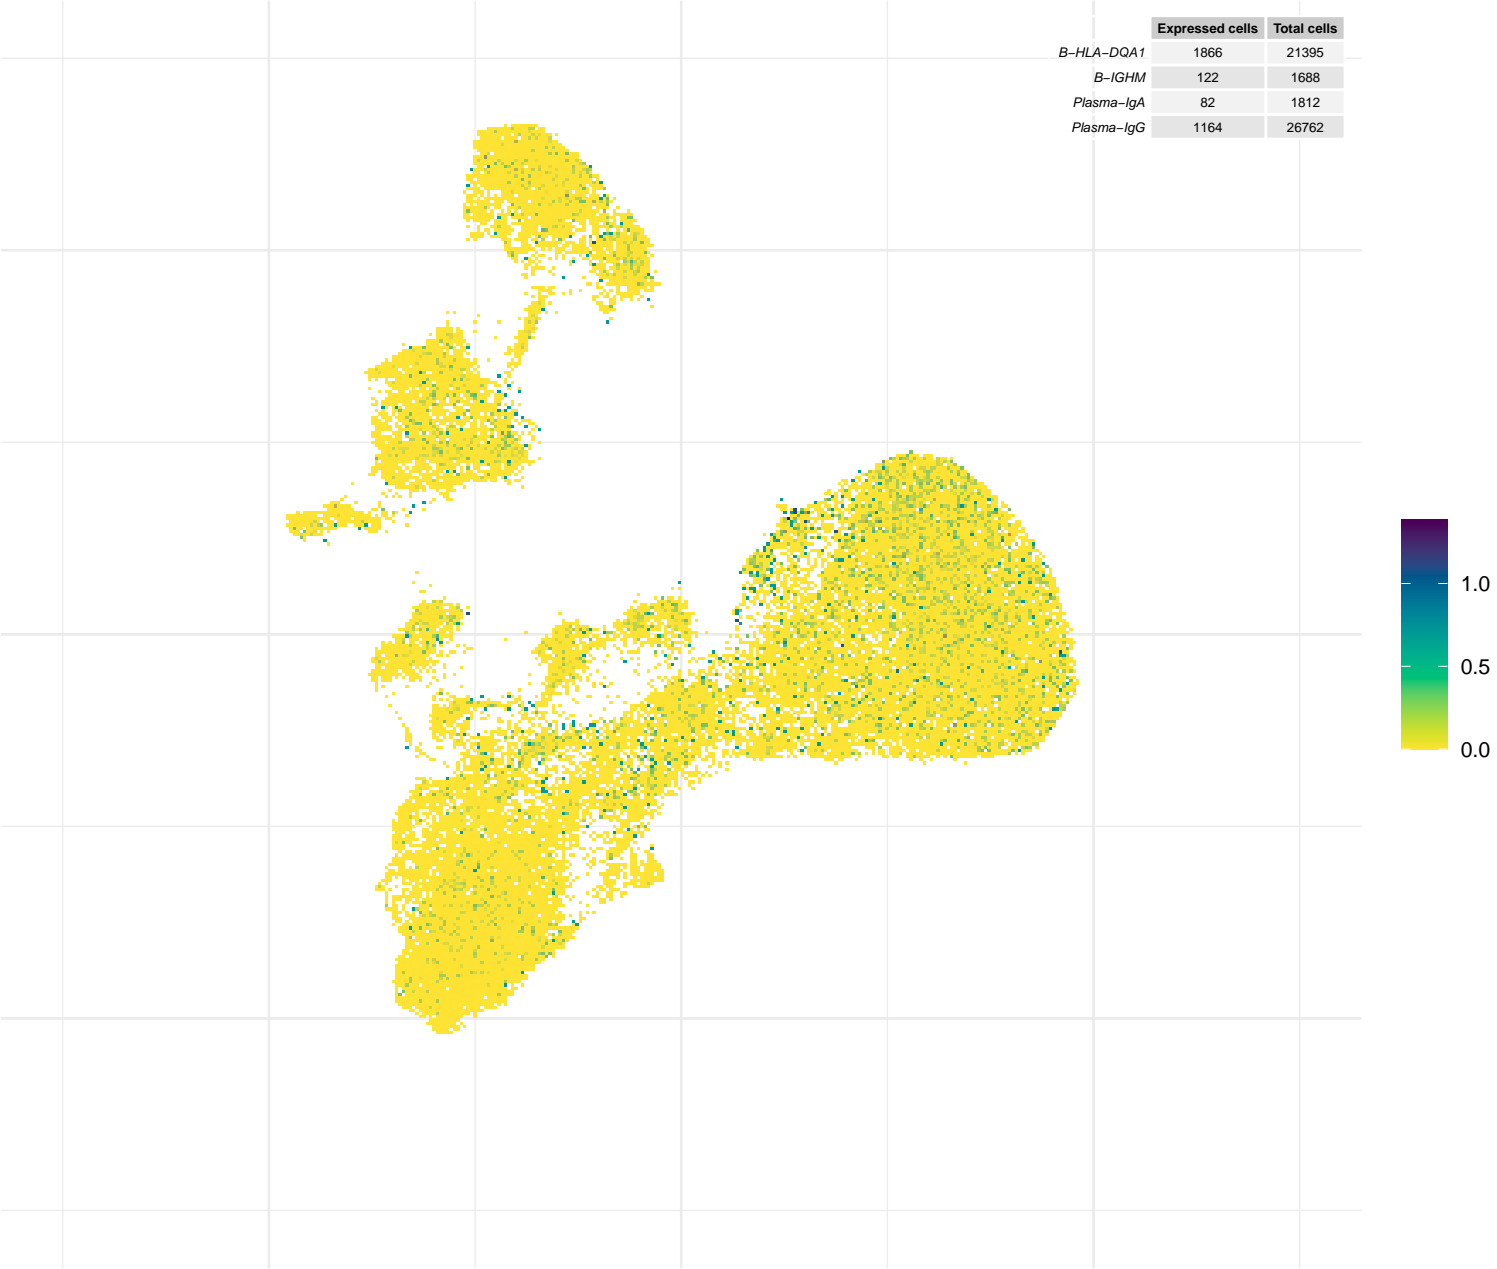 Expressed cells Total cells
B−HLA−DQA1 1866 21395
B−IGHM 122 1688
Plasma−IgA 82 1812
Plasma−IgG 1164 26762
1.0
0.5
0.0